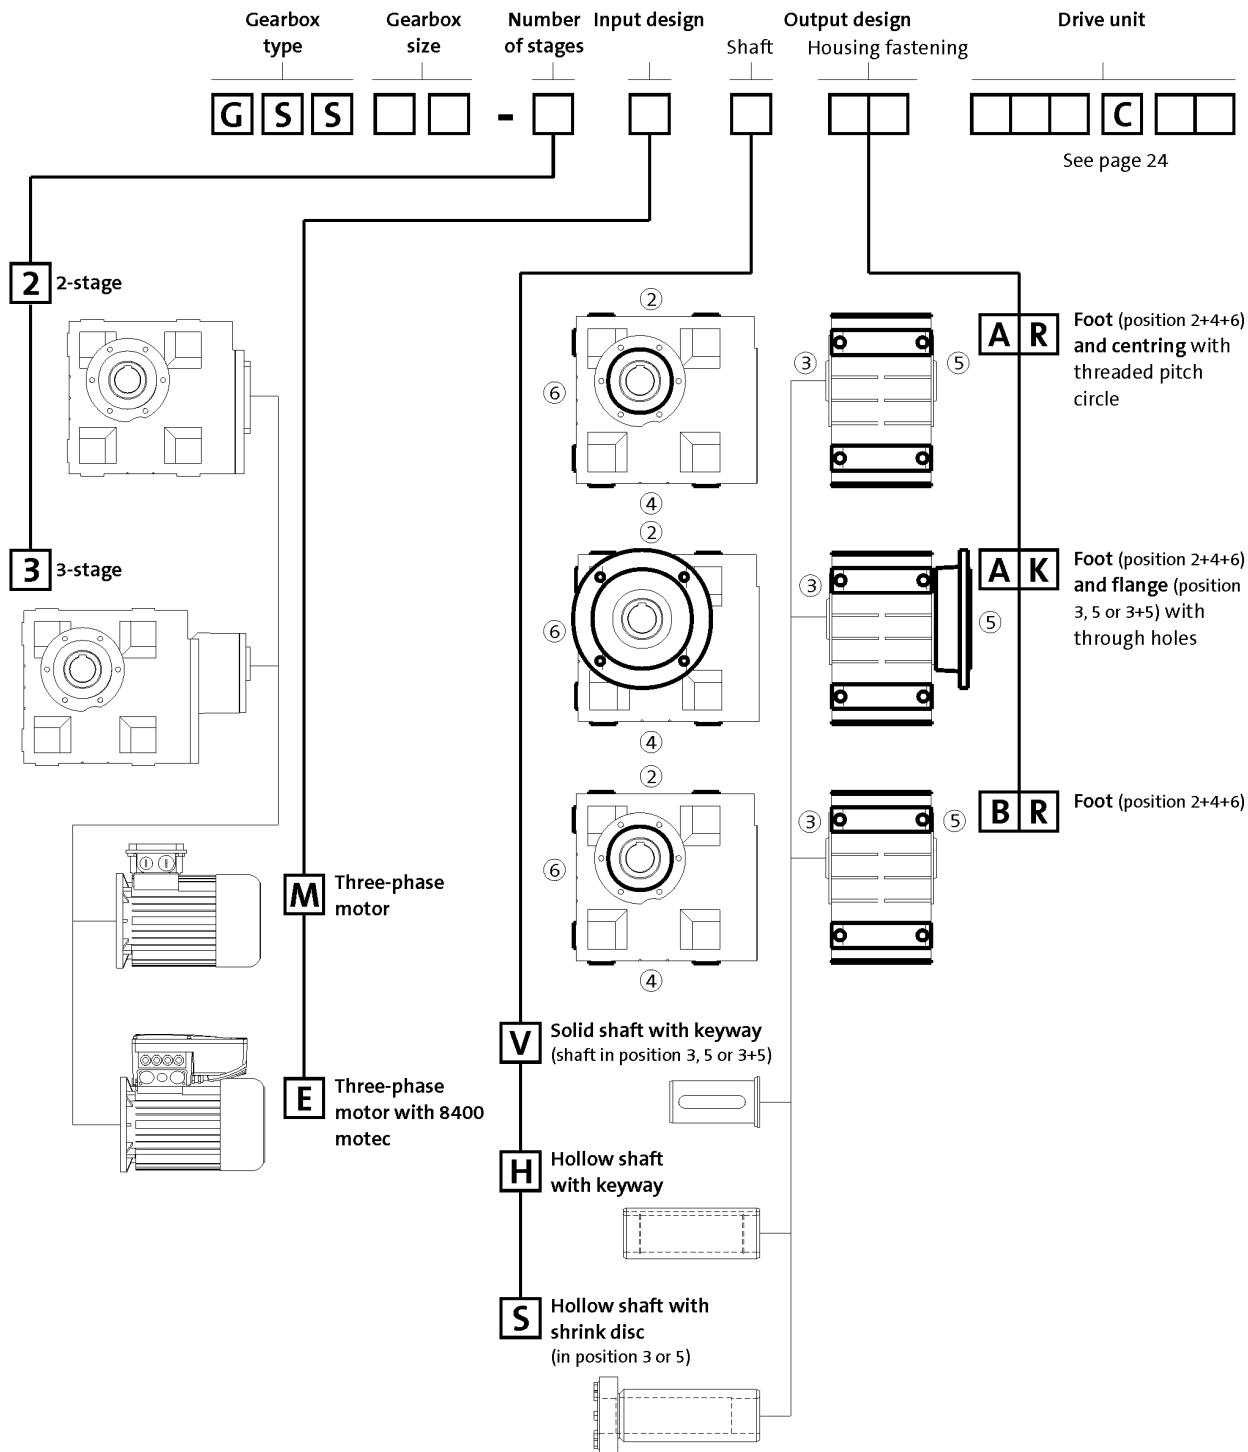 Gearbox type
Gearbox size
Number of stages
Input design
Output design
Shaft
Housing fastening
Drive unit
G S S - C
See page 24
2 2-stage
3 3-stage
M Three-phase
motor
E Three-phase
motor with 8400
motec
2
6
4
3
5
A R Foot (position 2+4+6)
and centring with
threaded pitch
circle
2
6
4
3
5
A K Foot (position 2+4+6)
and flange (position
3, 5 or 3+5) with
through holes
2
6
4
3
5
B R Foot (position 2+4+6)
V Solid shaft with keyway
(shaft in position 3, 5 or 3+5)
H Hollow shaft
with keyway
S Hollow shaft with
shrink disc
(in position 3 or 5)